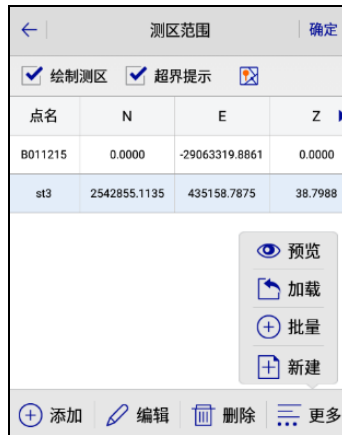 测区范围 确定
绘制测区 超界提示
点名 N E Z
B011215 0.0000 -29063319.8861 0.0000
st3 2542855.1135 435158.7875 38.7988
预览
加载
批量
新建
添加 编辑 删除 更多